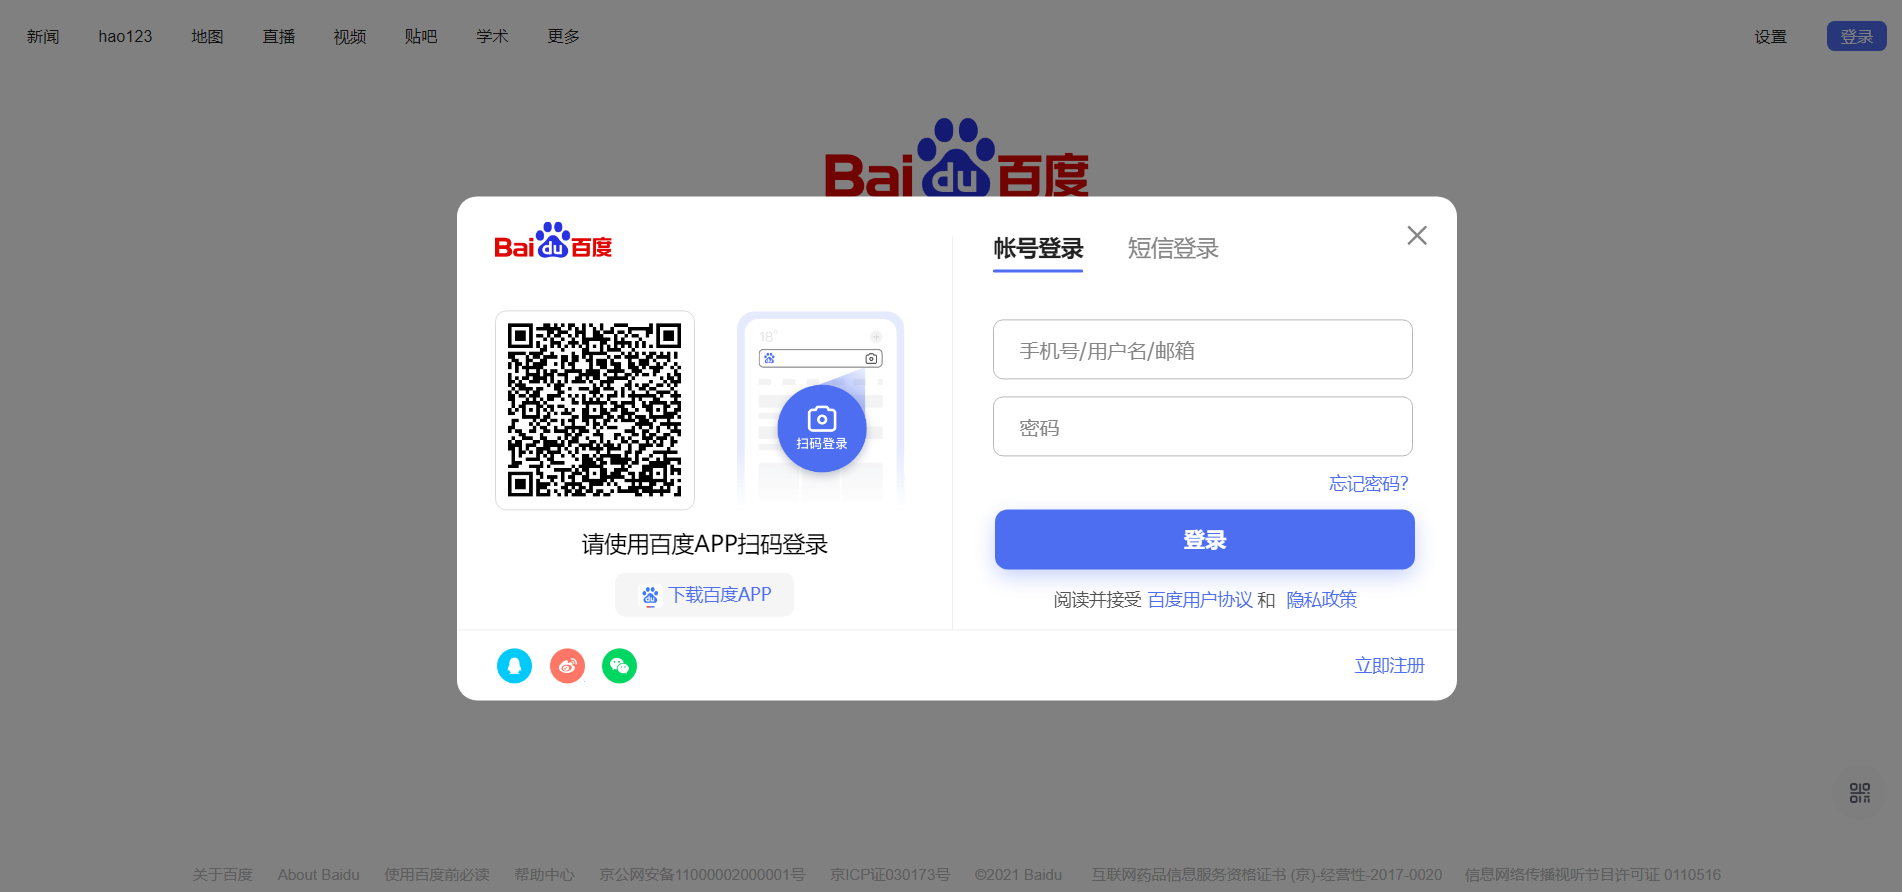 新闻 hao123 地图 直播 视频 贴吧 学术 更多 设置 登录
Bai du 百度
Bai du 百度
帐号登录 短信登录
18°
扫码登录
手机号/用户名/邮箱
密码
忘记密码?
登录
请使用百度APP扫码登录
下载百度APP
阅读并接受 百度用户协议 和 隐私政策
立即注册
关于百度 About Baidu 使用百度前必读 帮助中心 京公网安备11000002000001号 京ICP证030173号 ©2021 Baidu 互联网药品信息服务资格证书 (京)-经营性-2017-0020 信息网络传播视听节目许可证 0110516